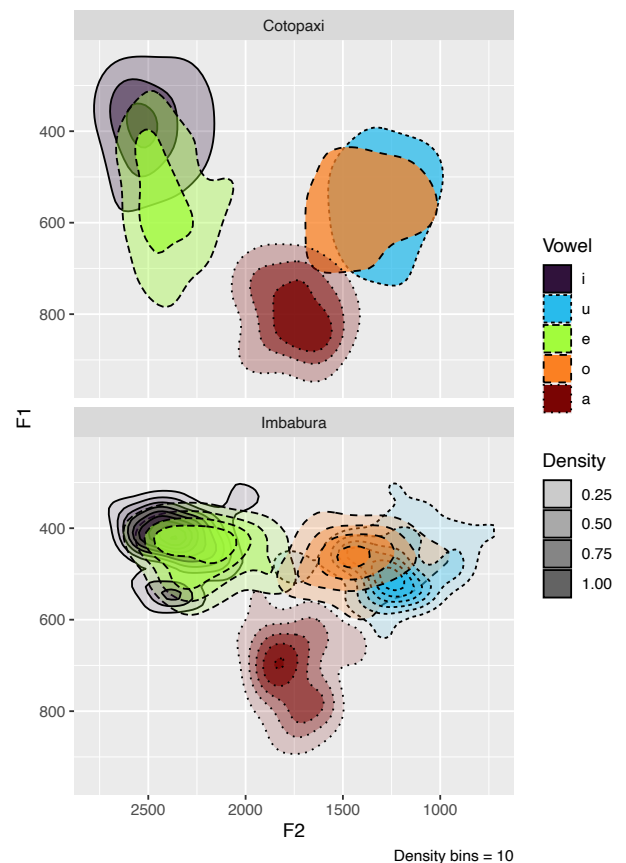 Cotopaxi
400
600
800
Imbabura
400
600
800
F1
2500 2000 1500 1000
F2
Vowel
i
u
e
o
a
Density
0.25
0.50
0.75
1.00
Density bins = 10